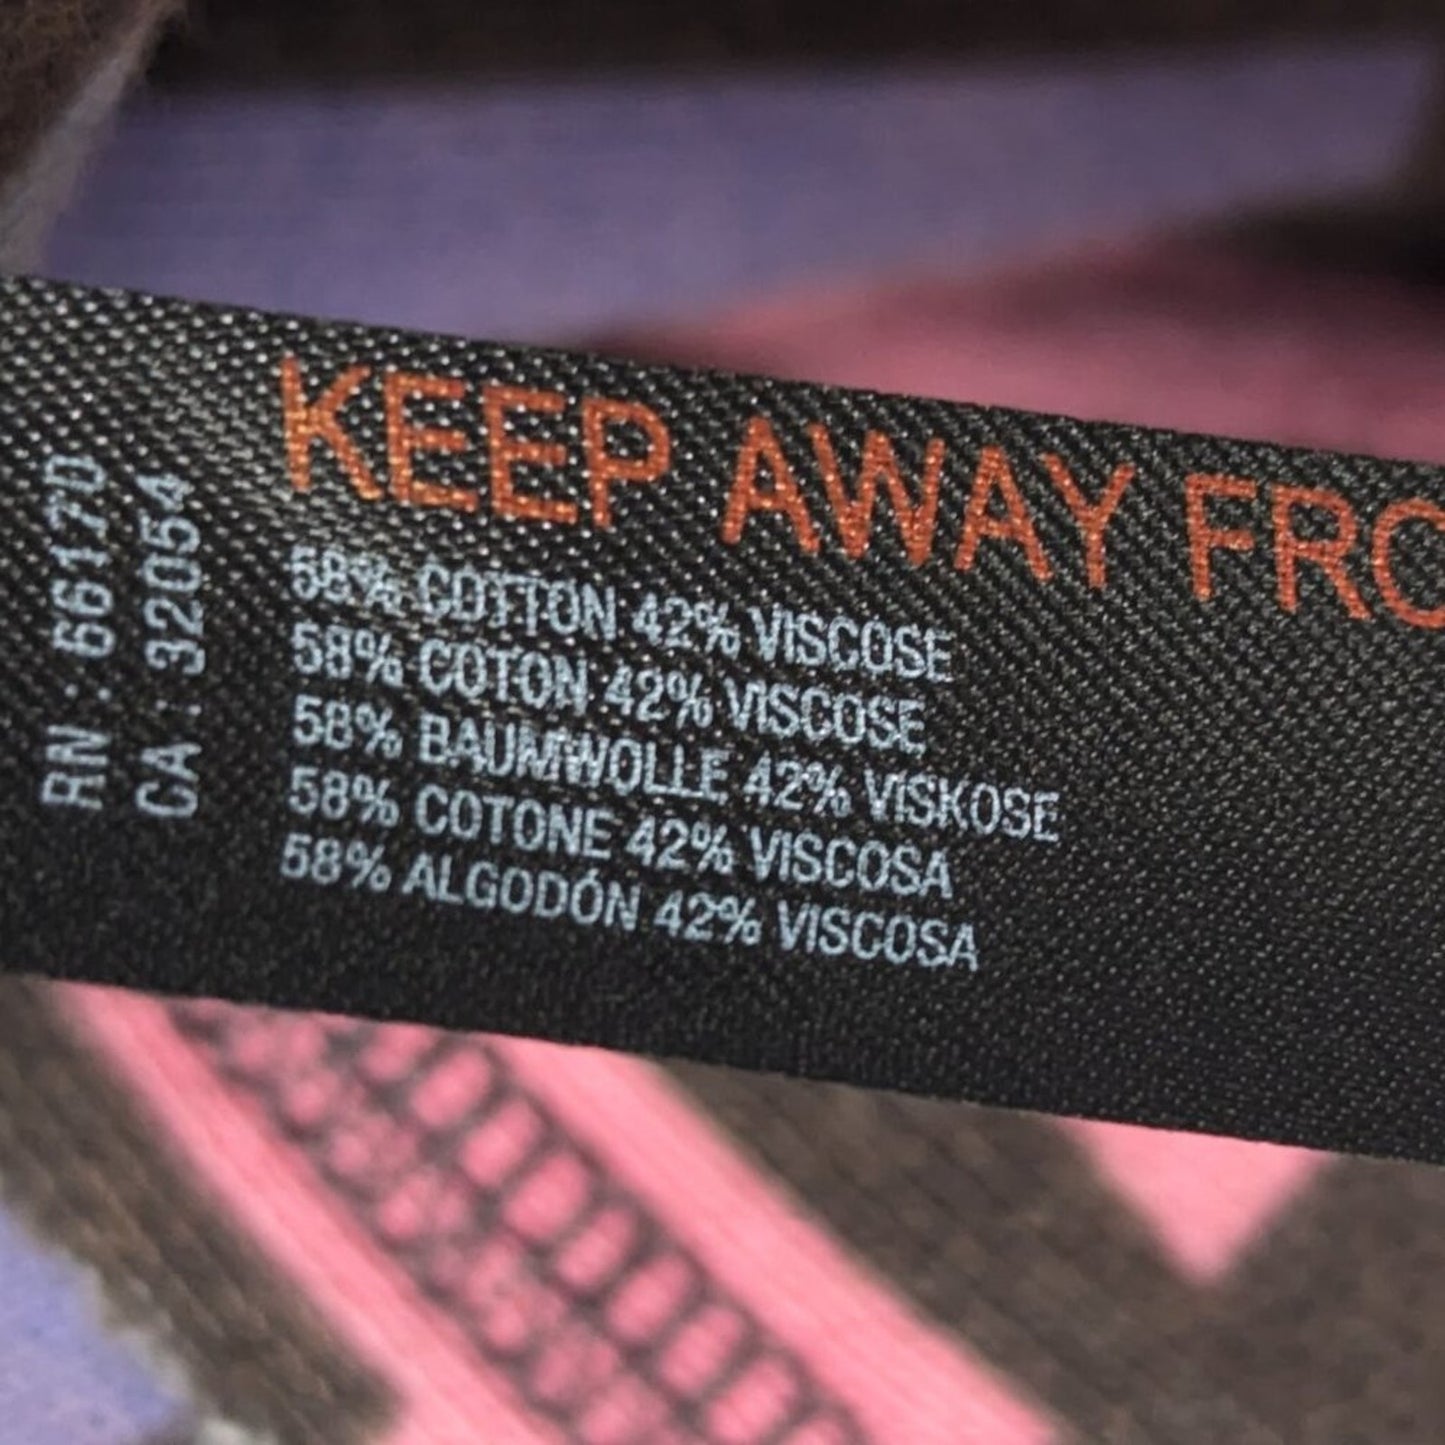 KEEP AWAY FRO
58% COTTON 42% VISCOSE
58% COTON 42% VISCOSE
58% BAUMWOLLE 42% VISKOSE
58% COTONE 42% VISCOSA
58% ALGODÓN 42% VISCOSA
RN: 66170
CA: 32054